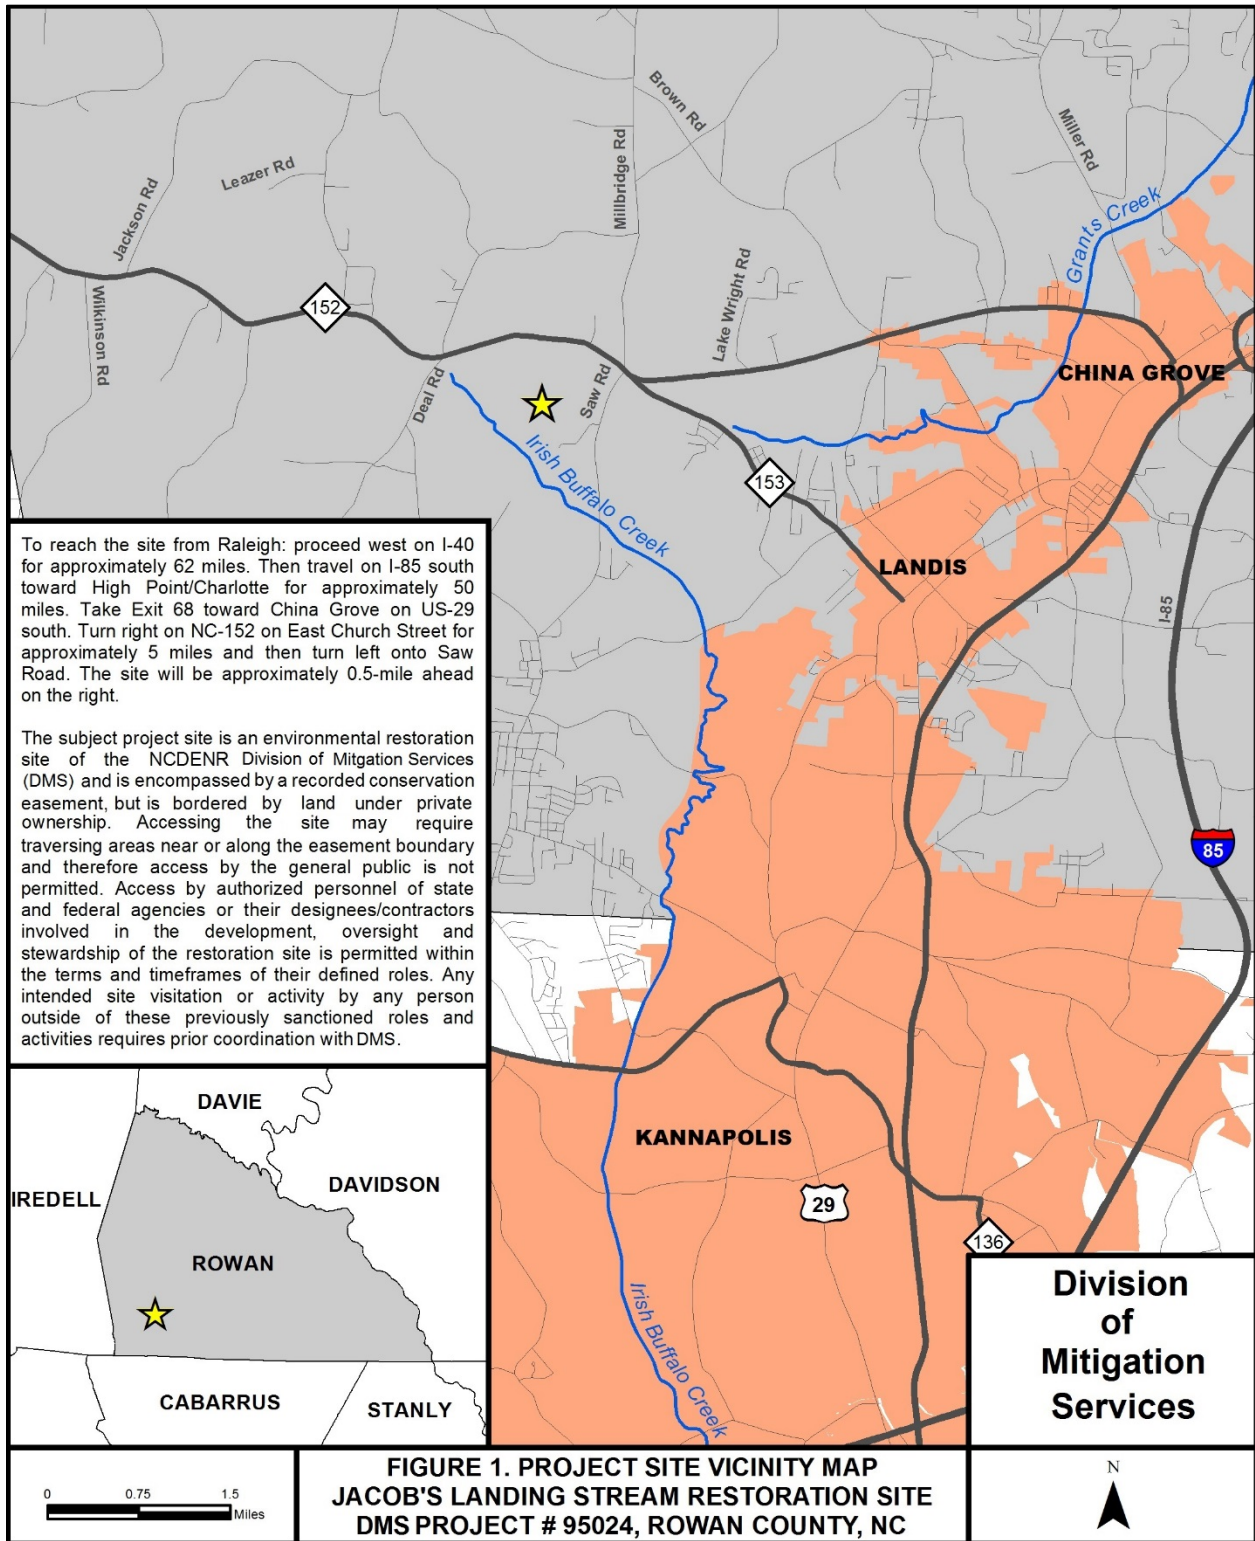 Brown Rd
Miller Rd
Millbridge Rd
Leazer Rd
Jackson Rd
Grants Creek
Lake Wright Rd
Wilkinson Rd
152
CHINA GROVE
Deal Rd
Saw Rd
Irish Buffalo Creek
153
LANDIS
I-85
85
To reach the site from Raleigh: proceed west on I-40
for approximately 62 miles. Then travel on I-85 south
toward High Point/Charlotte for approximately 50
miles. Take Exit 68 toward China Grove on US-29
south. Turn right on NC-152 on East Church Street for
approximately 5 miles and then turn left onto Saw
Road. The site will be approximately 0.5-mile ahead
on the right.
The subject project site is an environmental restoration
site of the NCDENR Division of Mitgation Services
(DMS) and is encompassed by a recorded conservation
easement, but is bordered by land under private
ownership. Accessing the site may require
traversing areas near or along the easement boundary
and therefore access by the general public is not
permitted. Access by authorized personnel of state
and federal agencies or their designees/contractors
involved in the development, oversight and
stewardship of the restoration site is permitted within
the terms and timeframes of their defined roles. Any
intended site visitation or activity by any person
outside of these previously sanctioned roles and
activities requires prior coordination with DMS.
KANNAPOLIS
29
136
Irish Buffalo Creek
DAVIE
IREDELL
DAVIDSON
ROWAN
CABARRUS
STANLY
Division
of
Mitigation
Services
0 0.75 1.5
Miles
FIGURE 1. PROJECT SITE VICINITY MAP
JACOB'S LANDING STREAM RESTORATION SITE
DMS PROJECT # 95024, ROWAN COUNTY, NC
N